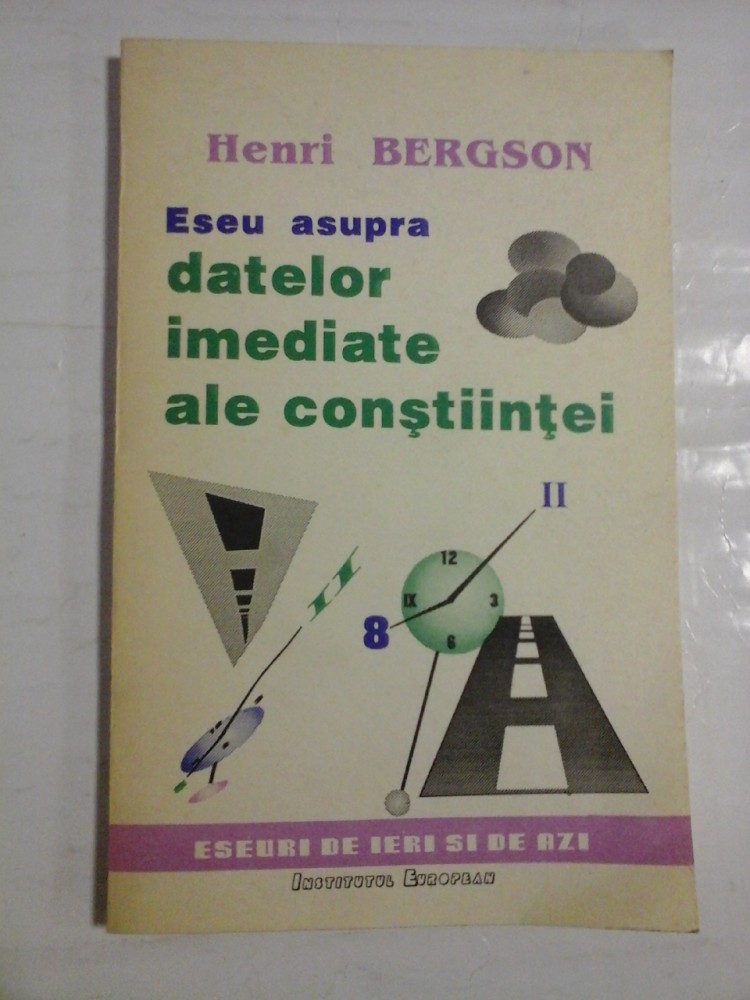 Henri BERGSON
Eseu asupra
datelor
imediate
ale conştiinţei
II
12
IX
3
6
8
II
ESEURI DE IERI SI DE AZI
INSTITUTUL EUROPEAN